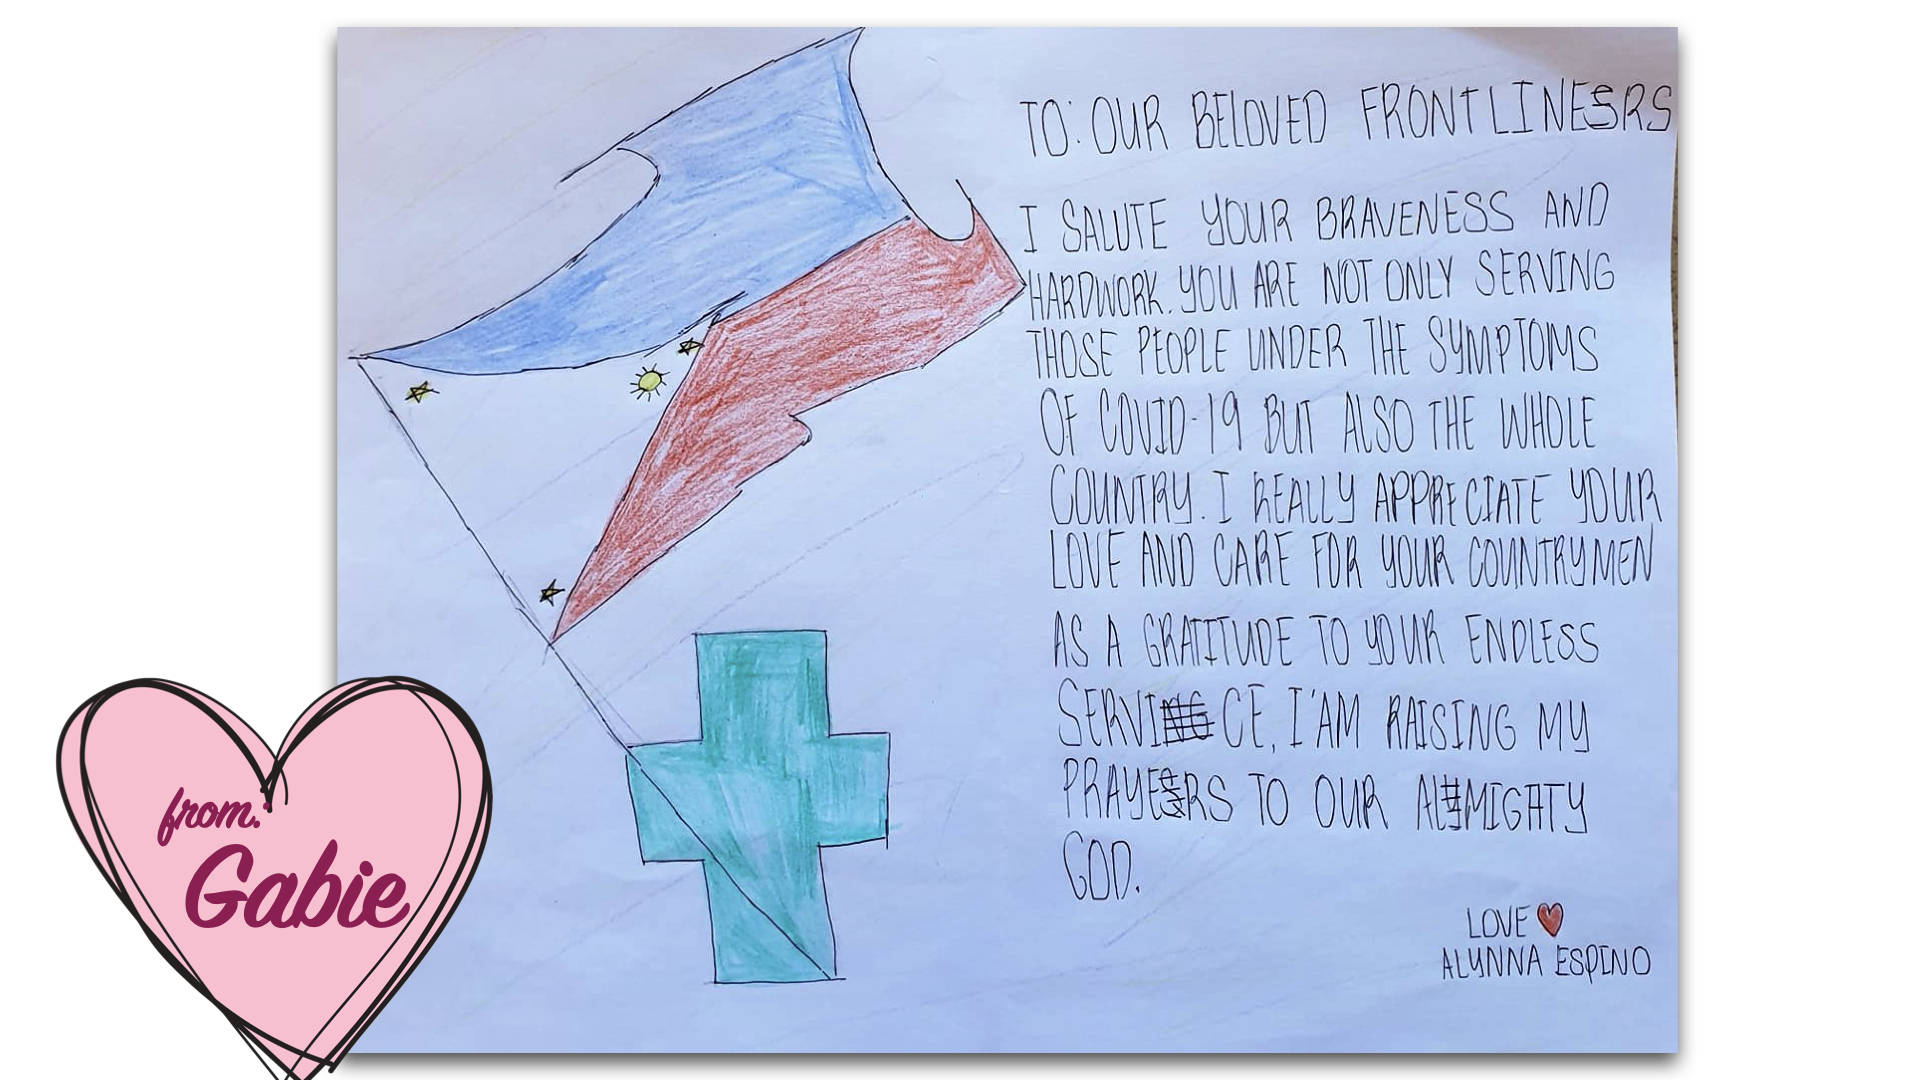 TO: OUR BELOVED FRONTLINERS
I SALUTE YOUR BRAVENESS AND
HARDWORK. YOU ARE NOT ONLY SERVING
THOSE PEOPLE UNDER THE SYMPTOMS
OF COVID-19 BUT ALSO THE WHOLE
COUNTRY. I REALLY APPRECIATE YOUR
LOVE AND CARE FOR YOUR COUNTRYMEN
AS A GRATITUDE TO YOUR ENDLESS
SERVICE, I'AM RAISING MY
PRAYERS TO OUR ALMIGHTY
GOD.
LOVE ❤
ALYNNA ESPINO
from:
Gabie